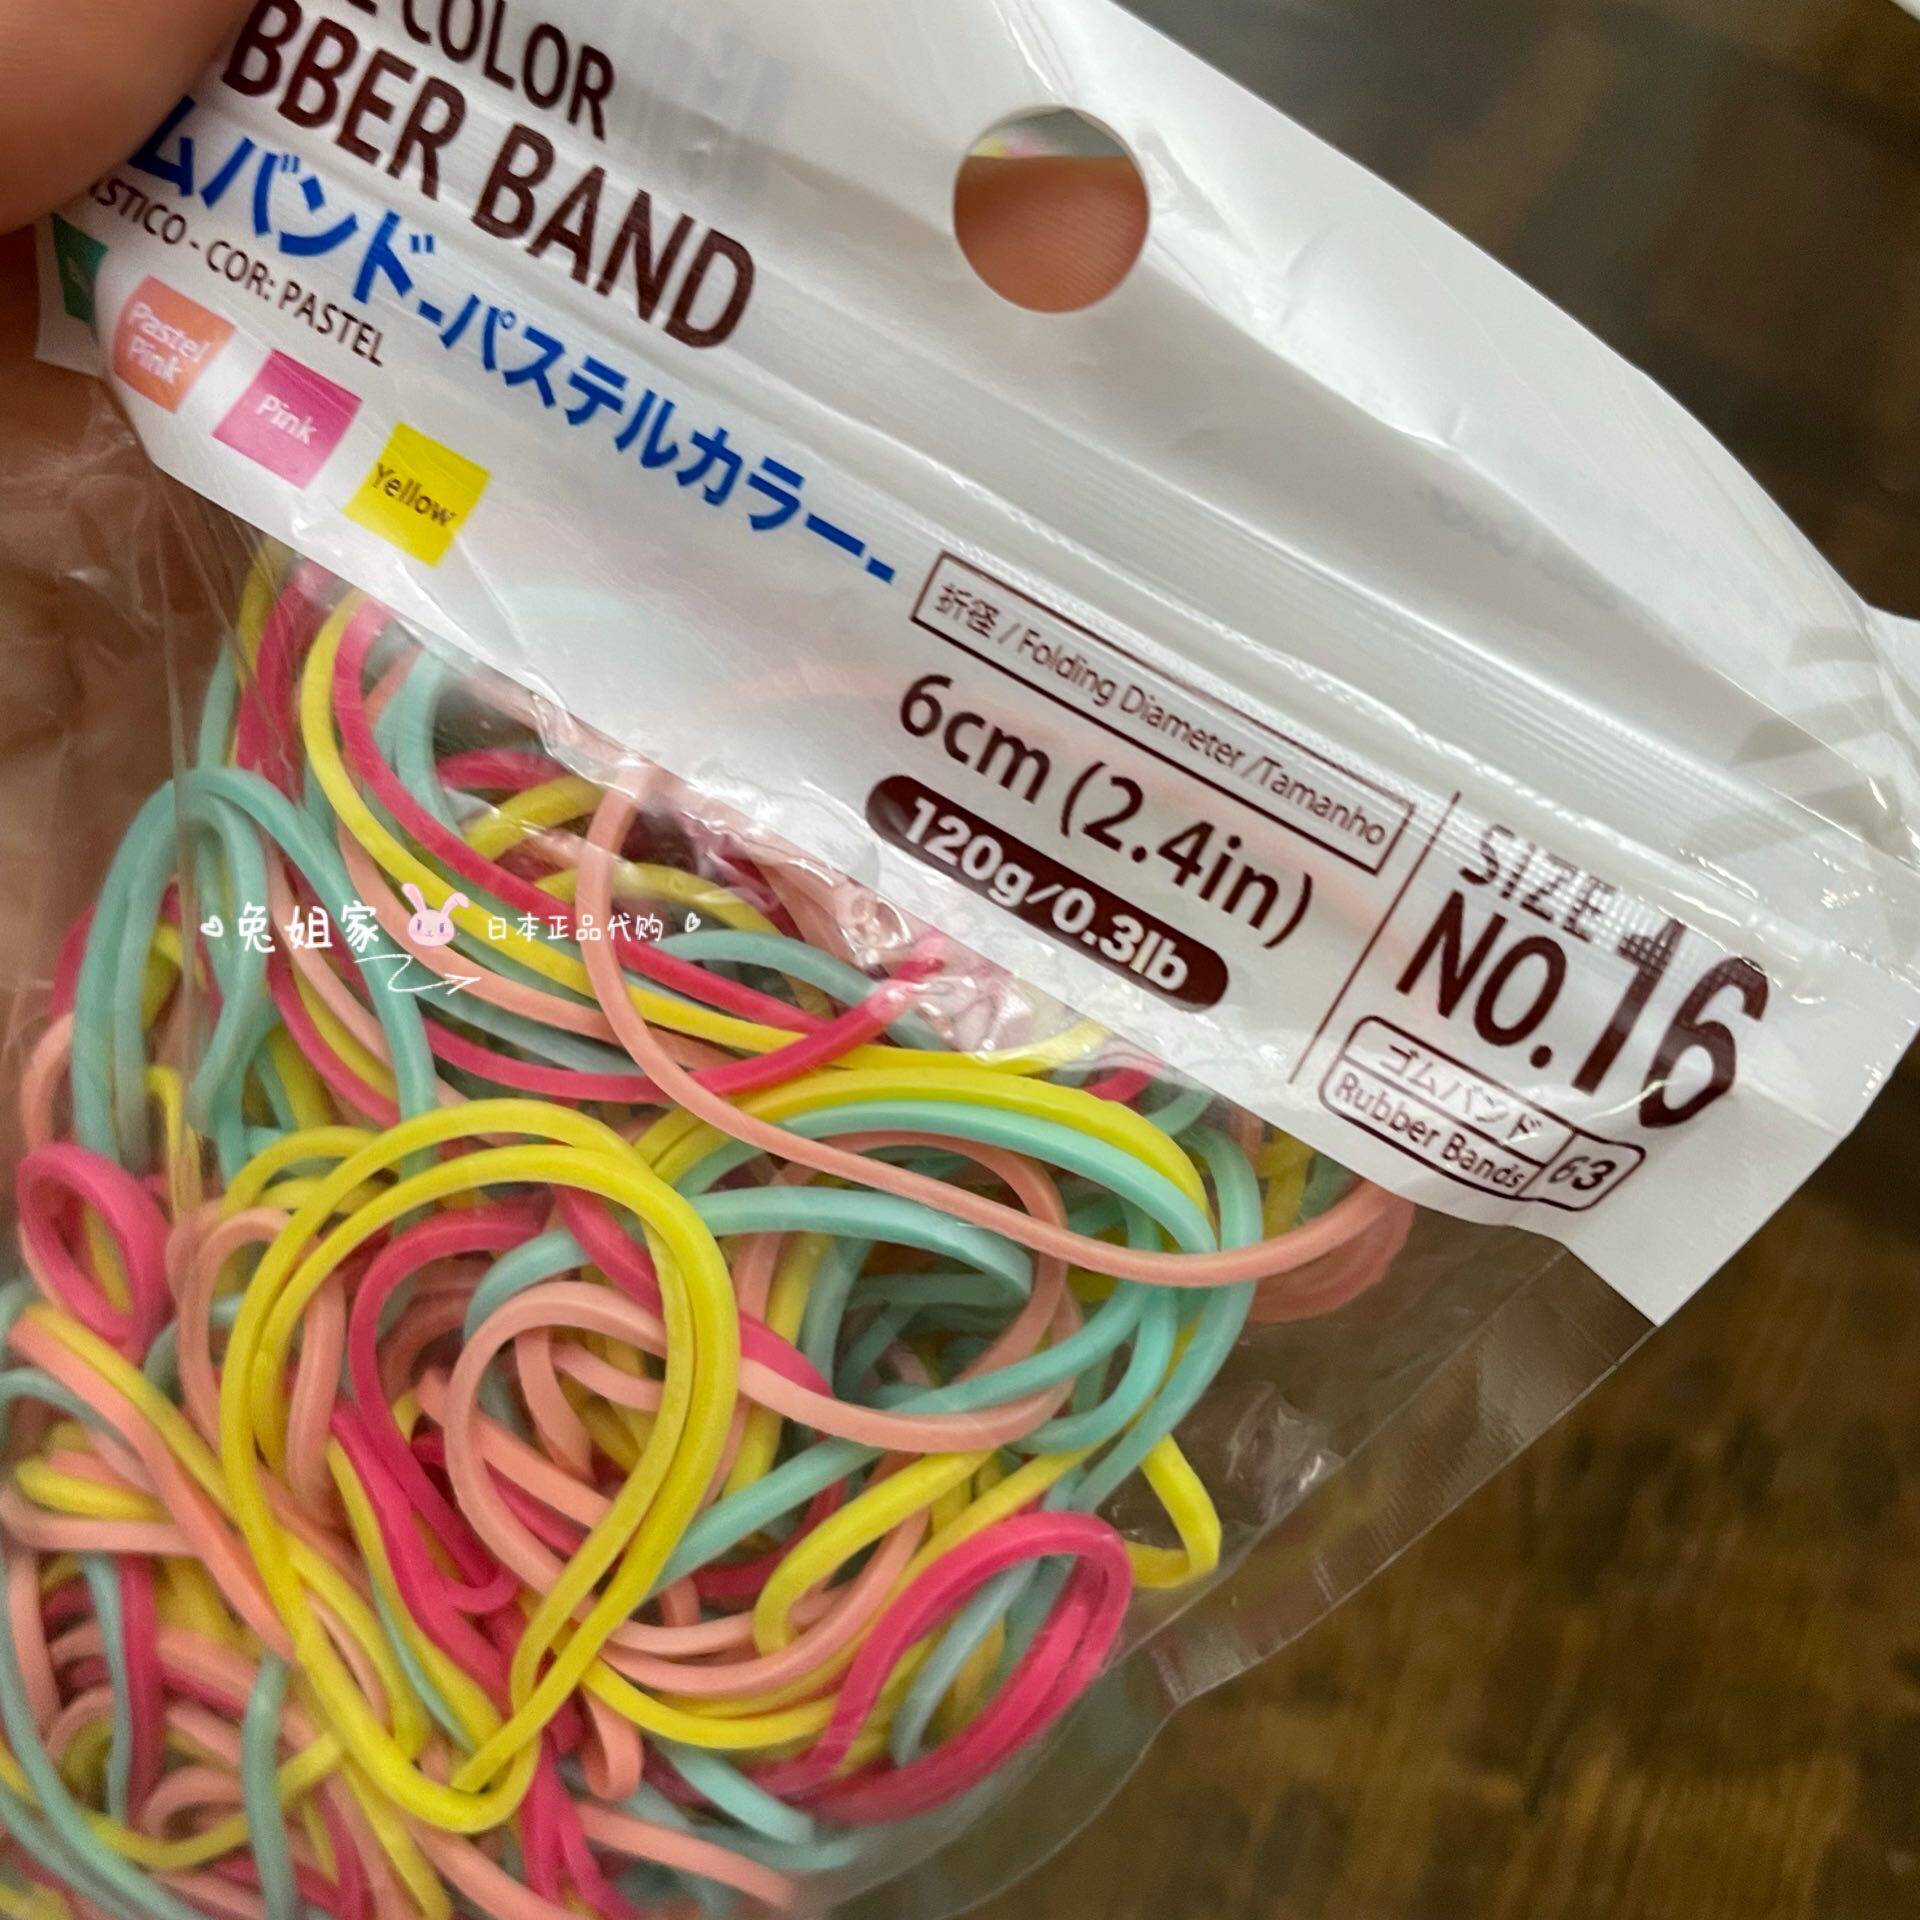 COLOR
BBER BAND
ムバンド-パステルカラー-
STICO - COR: PASTEL
Pastel
Pink
Pink
Yellow
折径 / Folding Diameter /Tamanho
6cm (2.4in)
120g/0.3lb
SIZE
NO.16
ゴムバンド
Rubber Bands
63
兔姐家 日本正品代购